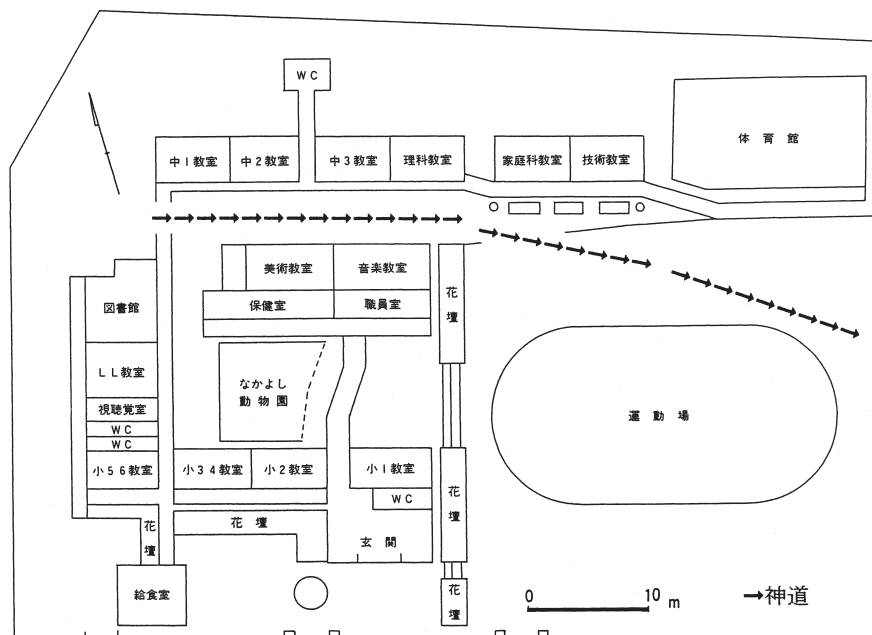 WC
中1教室
中2教室
中3教室
理科教室
家庭科教室
技術教室
体育館
美術教室
音楽教室
保健室
職員室
花壇
図書館
LL教室
視聴覚室
WC
WC
小56教室
なかよし
動物園
運動場
小34教室
小2教室
小1教室
WC
花壇
花壇
花壇
玄関
給食室
花壇
0 10 m
神道